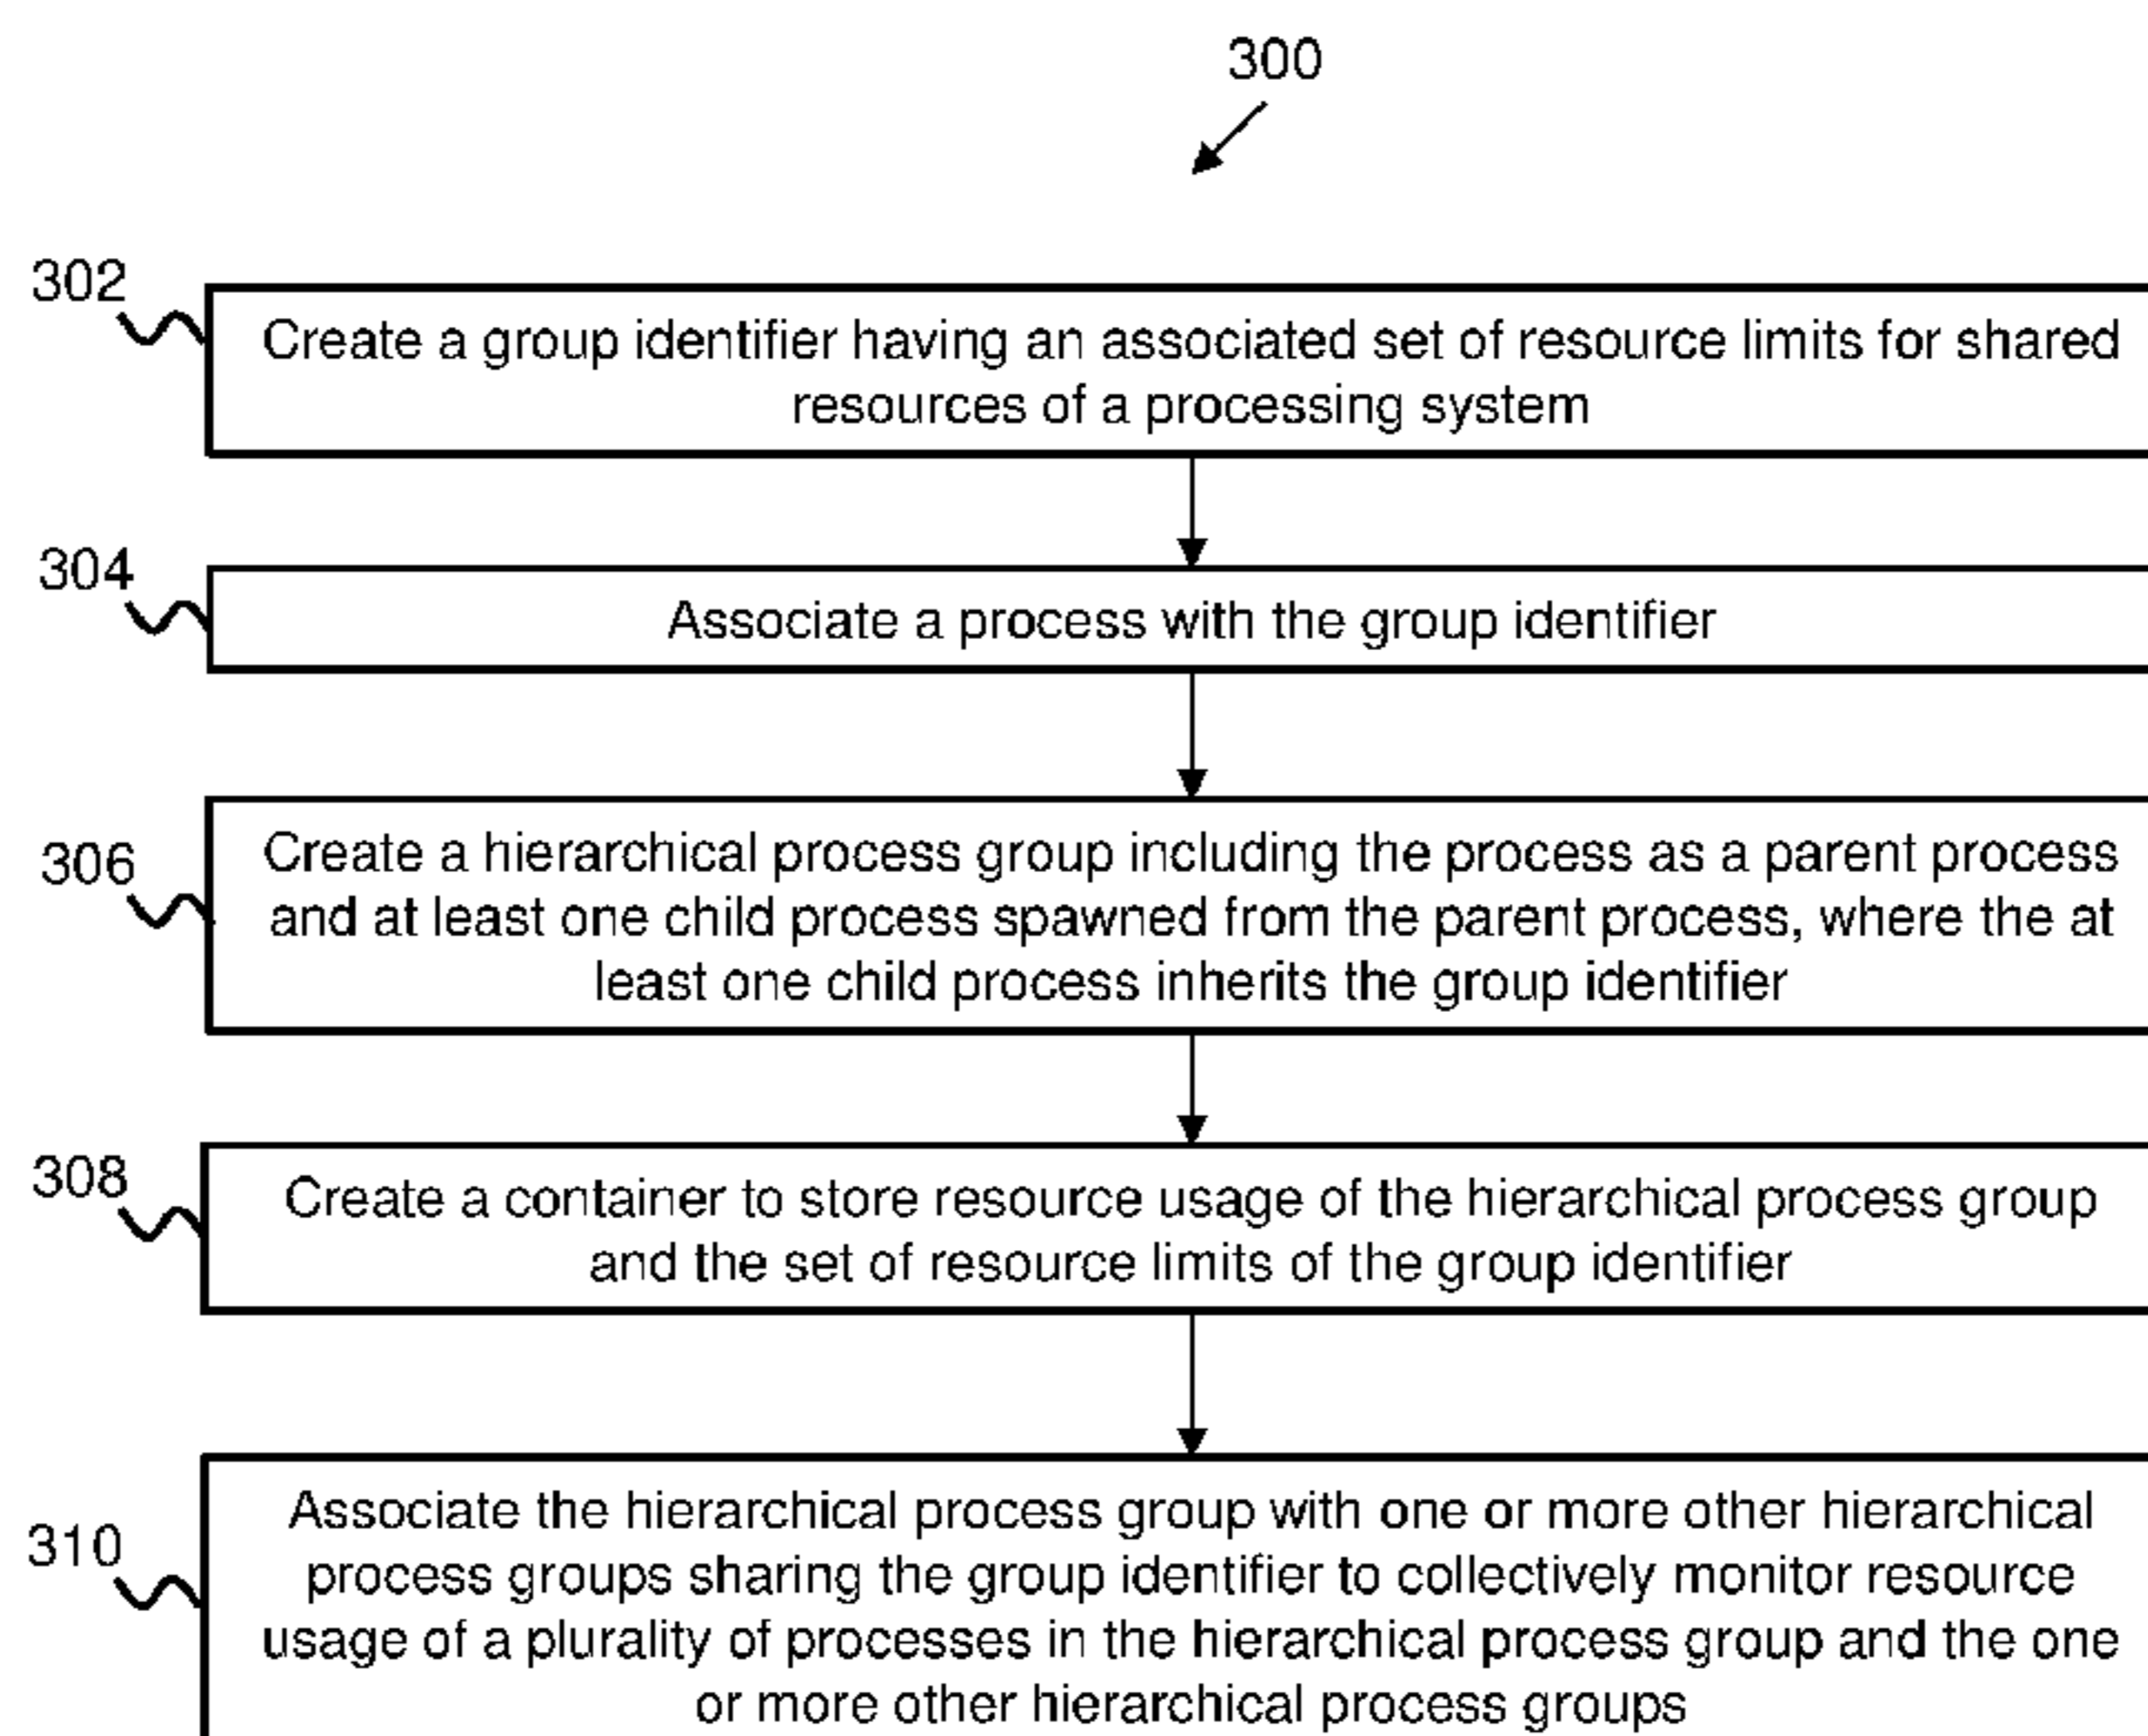 300
302
Create a group identifier having an associated set of resource limits for shared
resources of a processing system
304
Associate a process with the group identifier
306
Create a hierarchical process group including the process as a parent process
and at least one child process spawned from the parent process, where the at
least one child process inherits the group identifier
308
Create a container to store resource usage of the hierarchical process group
and the set of resource limits of the group identifier
310
Associate the hierarchical process group with one or more other hierarchical
process groups sharing the group identifier to collectively monitor resource
usage of a plurality of processes in the hierarchical process group and the one
or more other hierarchical process groups